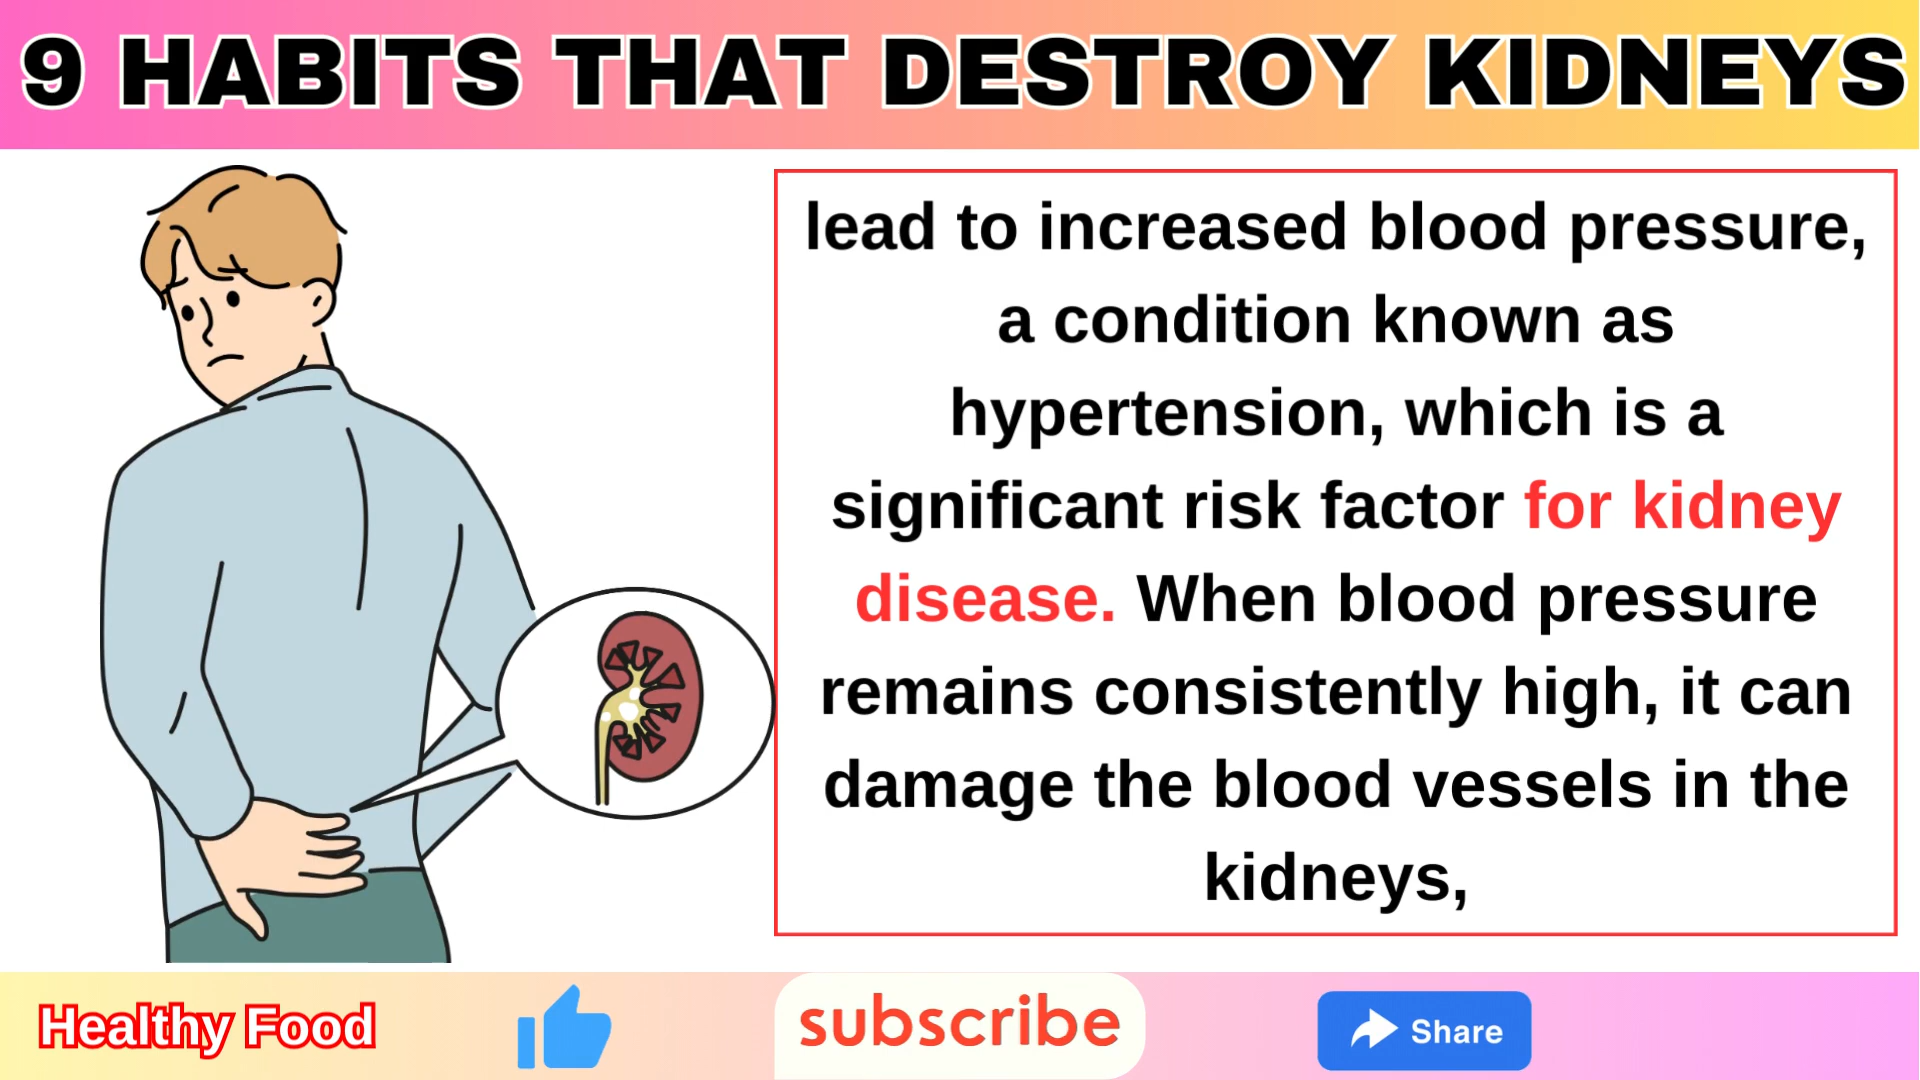 9 HABITS THAT DESTROY KIDNEYS
lead to increased blood pressure,
a condition known as
hypertension, which is a
significant risk factor for kidney
disease. When blood pressure
remains consistently high, it can
damage the blood vessels in the
kidneys,
Healthy Food
subscribe
Share